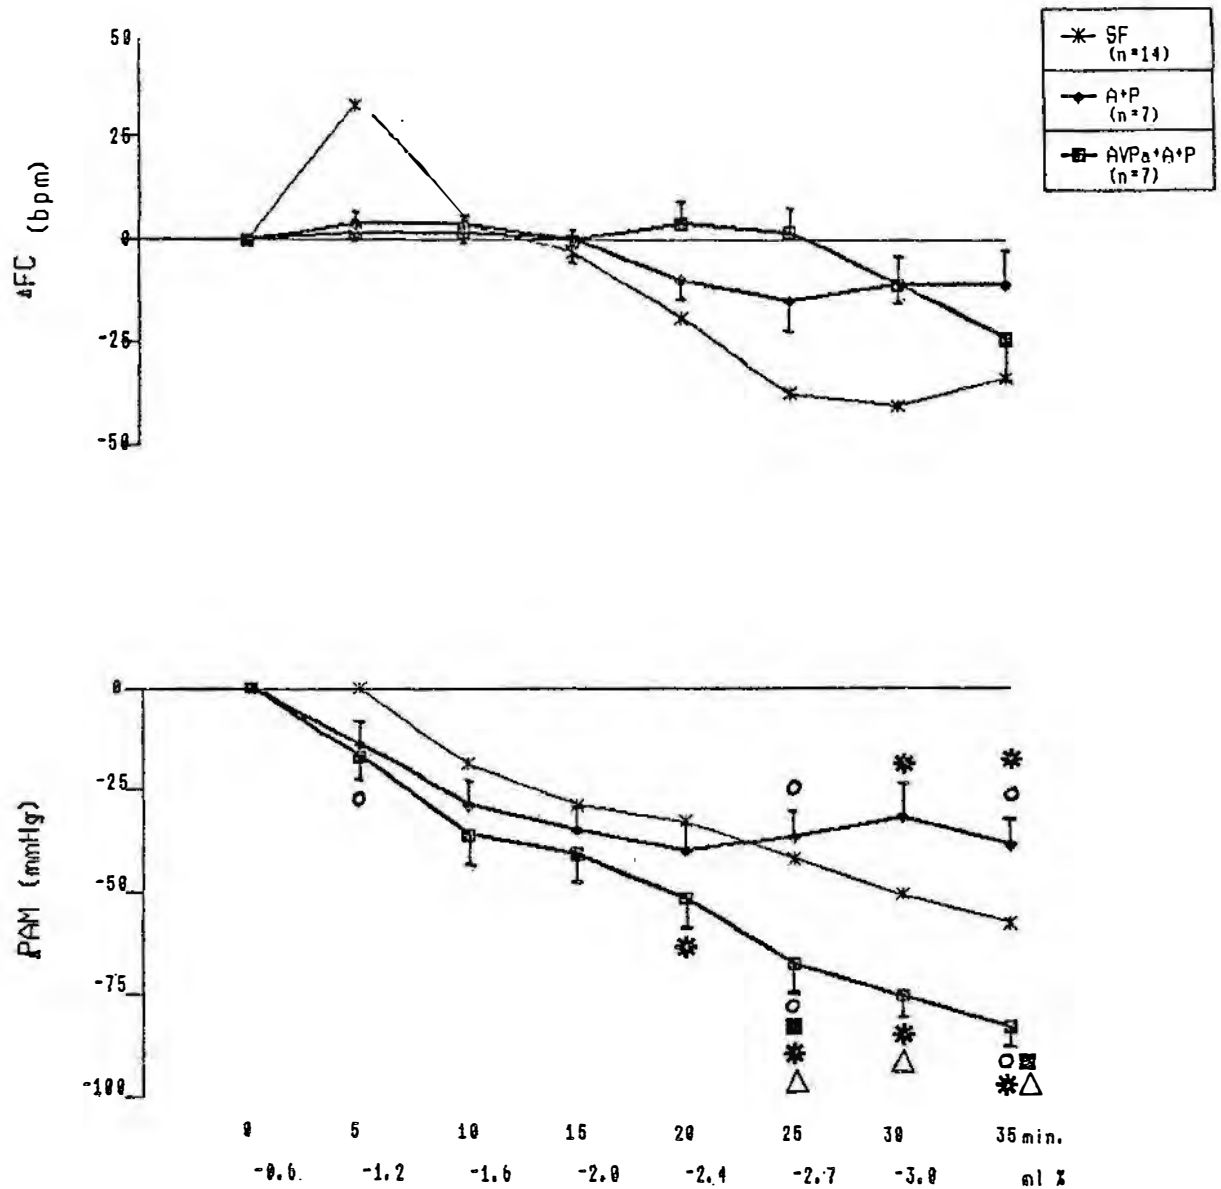 SF
(n=14)
A+P
(n=7)
AVPa+A+P
(n=7)
50
25
0
-25
-50
ΔFC (bpm)
0
-25
-50
-75
-100
ΔPAM (mmHg)
0 5 10 15 20 25 30 35 min.
-0.6 -1.2 -1.6 -2.0 -2.4 -2.7 -3.0 ml %